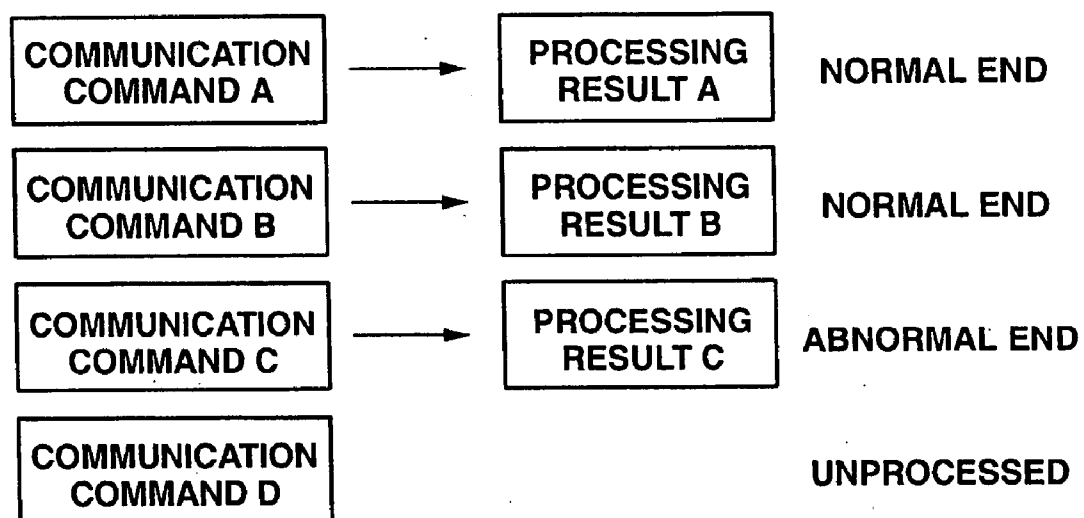 COMMUNICATION
COMMAND A
PROCESSING
RESULT A
NORMAL END
COMMUNICATION
COMMAND B
PROCESSING
RESULT B
NORMAL END
COMMUNICATION
COMMAND C
PROCESSING
RESULT C
ABNORMAL END
COMMUNICATION
COMMAND D
UNPROCESSED